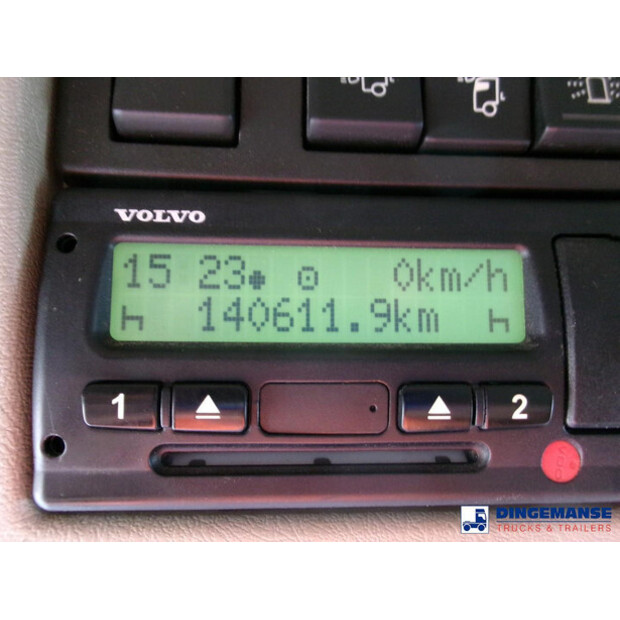 VOLVO
15 23 0km/h
140611.9km
1 2
DINGEMANSE
TRUCKS & TRAILERS